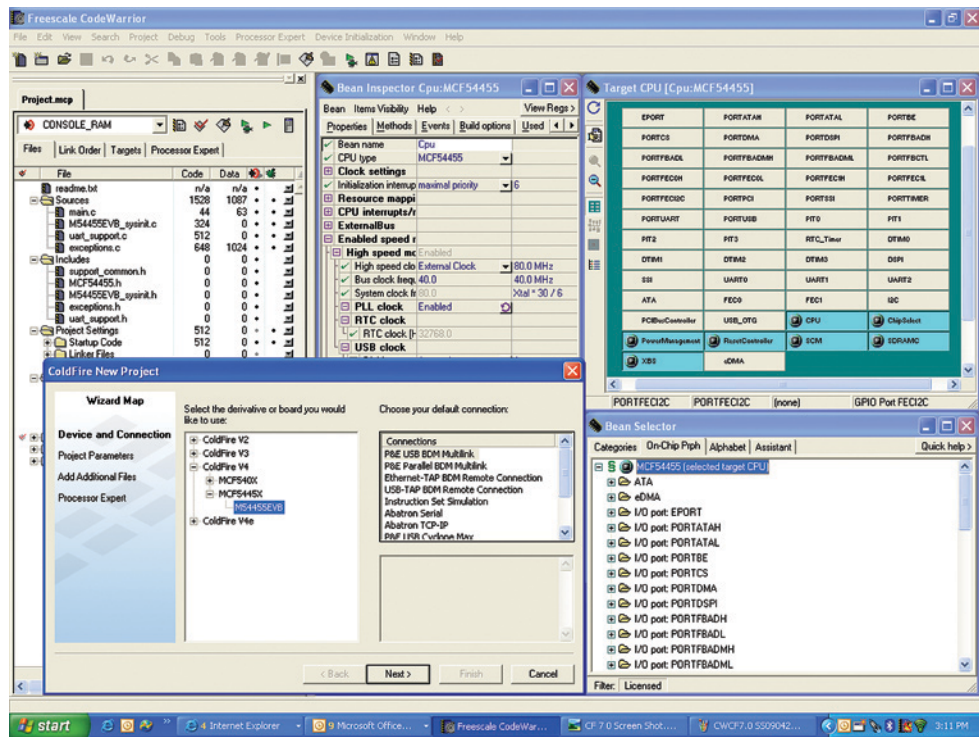 Freescale CodeWarrior
File Edit View Search Project Debug Tools Processor Expert Device Initialization Window Help
Project.mcp
CONSOLE_RAM
Files Link Order Targets Processor Expert
File Code Data
readme.txt n/a n/a
Sources 1528 1087
main.c 44 63
M54455EVB_sysinit.c 324 0
uart_support.c 512 0
exceptions.c 648 1024
Includes 0 0
support_common.h 0 0
MCF54455.h 0 0
M54455EVB_sysinit.h 0 0
exceptions.h 0 0
uart_support.h 0 0
Project Settings 512 0
Startup Code 512 0
Linker Files 0 0
Bean Inspector Cpu:MCF54455
Bean Items Visibility Help < > View Regs >
Properties Methods Events Build options Used
Bean name Cpu
CPU type MCF54455
Clock settings
Initialization interrup maximal priority 6
Resource mappi
CPU interrupts/r
ExternalBus
Enabled speed r
High speed mo Enabled
High speed clo External Clock 80.0 MHz
Bus clock frequ 40.0 40.0 MHz
System clock fr 80.0 Xtal * 30 / 6
PLL clock Enabled
RTC clock
RTC clock [H 32768.0
USB clock
Target CPU [Cpu:MCF54455]
EPORT PORTATAH PORTATAL PORTBE
PORTCS PORTDMA PORTDSPI PORTFBADH
PORTFBADL PORTFBADMH PORTFBADML PORTFBCTL
PORTFEC0H PORTFEC0L PORTFEC1H PORTFEC1L
PORTFECI2C PORTPCI PORTSSI PORTTIMER
PORTUART PORTUSB PIT0 PIT1
PIT2 PIT3 RTC_Timer DTIM0
DTIM1 DTIM2 DTIM3 DSPI
SSI UART0 UART1 UART2
ATA FEC0 FEC1 I2C
PCIBusController USB_OTG CPU ChipSelect
PowerManagement ResetController SCM SDRAMC
XBS eDMA
PORTFECI2C PORTFECI2C (none) GPIO Port FECI2C
ColdFire New Project
Wizard Map
Device and Connection
Project Parameters
Add Additional Files
Processor Expert
Select the derivative or board you would
like to use:
ColdFire V2
ColdFire V3
ColdFire V4
MCF540X
MCF5445X
M54455EVB
ColdFire V4e
Choose your default connection:
Connections
P&E USB BDM Multilink
P&E Parallel BDM Multilink
Ethernet-TAP BDM Remote Connection
USB-TAP BDM Remote Connection
Instruction Set Simulation
Abatron Serial
Abatron TCP-IP
P&E USB Cyclone Max
< Back Next > Finish Cancel
Bean Selector
Categories On-Chip Prph Alphabet Assistant Quick help >
MCF54455 (selected target CPU)
ATA
eDMA
I/O port: EPORT
I/O port: PORTATAH
I/O port: PORTATAL
I/O port: PORTBE
I/O port: PORTCS
I/O port: PORTDMA
I/O port: PORTDSPI
I/O port: PORTFBADH
I/O port: PORTFBADL
I/O port: PORTFBADMH
I/O port: PORTFBADML
Filter: Licensed
start 4 Internet Explorer 9 Microsoft Office... Freescale CodeWar... CF 7 0 Screen Shot.... CWCF7.0 SS09042... 3:11 PM